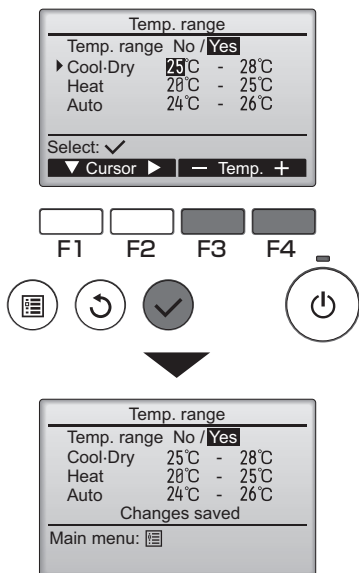 Temp. range
Temp. range No / Yes
Cool·Dry 25°C - 28°C
Heat 20°C - 25°C
Auto 24°C - 26°C
Select: ✓
▼ Cursor ▶ − Temp. +
F1 F2 F3 F4
Temp. range
Temp. range No / Yes
Cool·Dry 25°C - 28°C
Heat 20°C - 25°C
Auto 24°C - 26°C
Changes saved
Main menu: